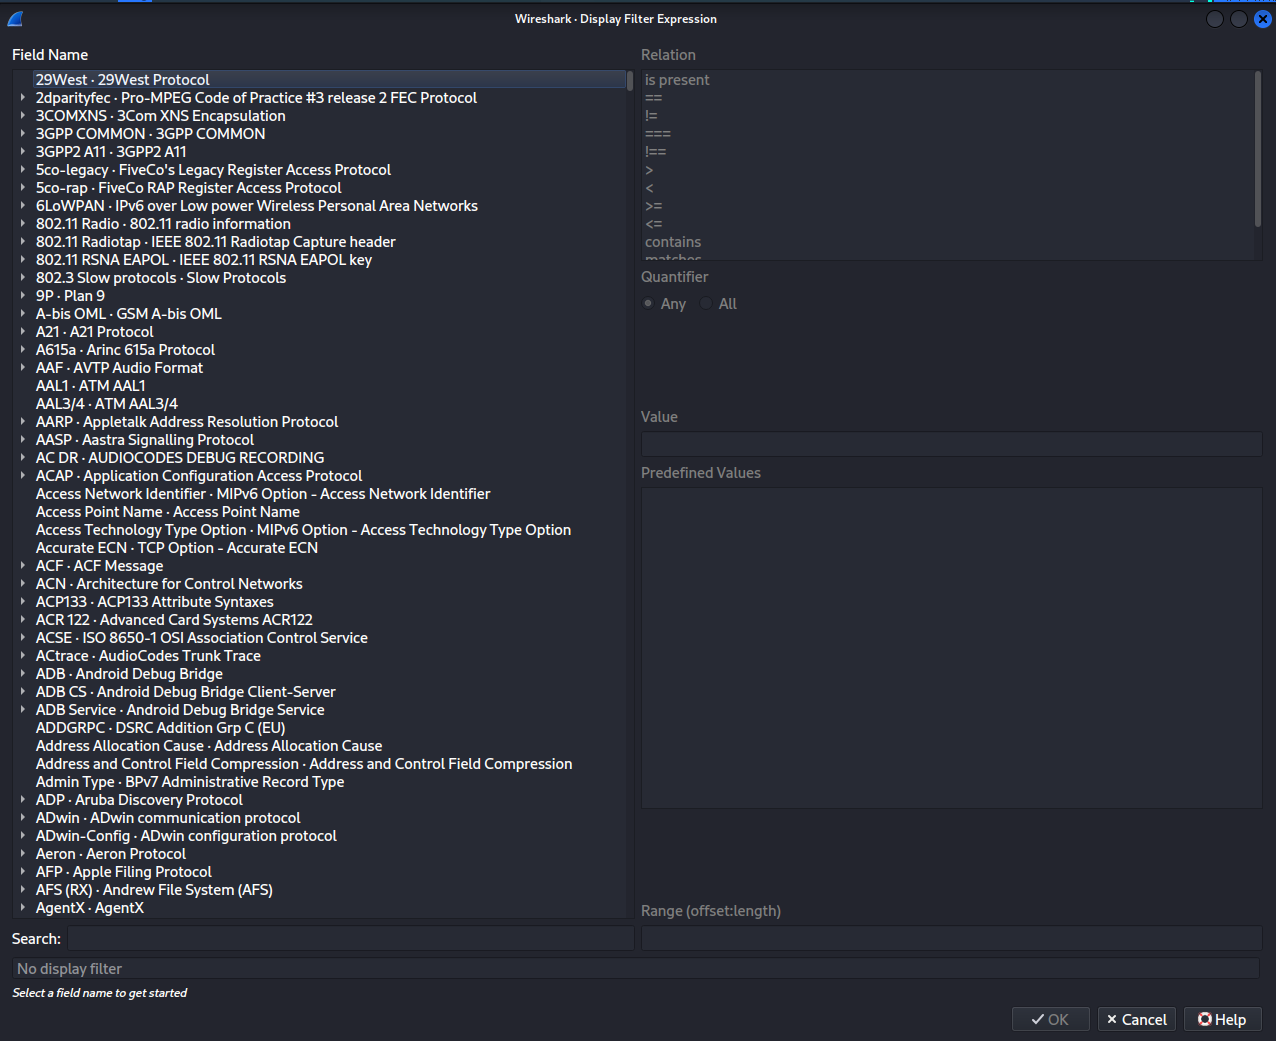 Wireshark · Display Filter Expression
Field Name
29West · 29West Protocol
2dparityfec · Pro-MPEG Code of Practice #3 release 2 FEC Protocol
3COMXNS · 3Com XNS Encapsulation
3GPP COMMON · 3GPP COMMON
3GPP2 A11 · 3GPP2 A11
5co-legacy · FiveCo's Legacy Register Access Protocol
5co-rap · FiveCo RAP Register Access Protocol
6LoWPAN · IPv6 over Low power Wireless Personal Area Networks
802.11 Radio · 802.11 radio information
802.11 Radiotap · IEEE 802.11 Radiotap Capture header
802.11 RSNA EAPOL · IEEE 802.11 RSNA EAPOL key
802.3 Slow protocols · Slow Protocols
9P · Plan 9
A-bis OML · GSM A-bis OML
A21 · A21 Protocol
A615a · Arinc 615a Protocol
AAF · AVTP Audio Format
AAL1 · ATM AAL1
AAL3/4 · ATM AAL3/4
AARP · Appletalk Address Resolution Protocol
AASP · Aastra Signalling Protocol
AC DR · AUDIOCODES DEBUG RECORDING
ACAP · Application Configuration Access Protocol
Access Network Identifier · MIPv6 Option - Access Network Identifier
Access Point Name · Access Point Name
Access Technology Type Option · MIPv6 Option - Access Technology Type Option
Accurate ECN · TCP Option - Accurate ECN
ACF · ACF Message
ACN · Architecture for Control Networks
ACP133 · ACP133 Attribute Syntaxes
ACR 122 · Advanced Card Systems ACR122
ACSE · ISO 8650-1 OSI Association Control Service
ACtrace · AudioCodes Trunk Trace
ADB · Android Debug Bridge
ADB CS · Android Debug Bridge Client-Server
ADB Service · Android Debug Bridge Service
ADDGRPC · DSRC Addition Grp C (EU)
Address Allocation Cause · Address Allocation Cause
Address and Control Field Compression · Address and Control Field Compression
Admin Type · BPv7 Administrative Record Type
ADP · Aruba Discovery Protocol
ADwin · ADwin communication protocol
ADwin-Config · ADwin configuration protocol
Aeron · Aeron Protocol
AFP · Apple Filing Protocol
AFS (RX) · Andrew File System (AFS)
AgentX · AgentX
Search:
Relation
is present
==
!=
===
!==
>
<
>=
<=
contains
matches
Quantifier
Any All
Value
Predefined Values
Range (offset:length)
No display filter
Select a field name to get started
OK Cancel Help